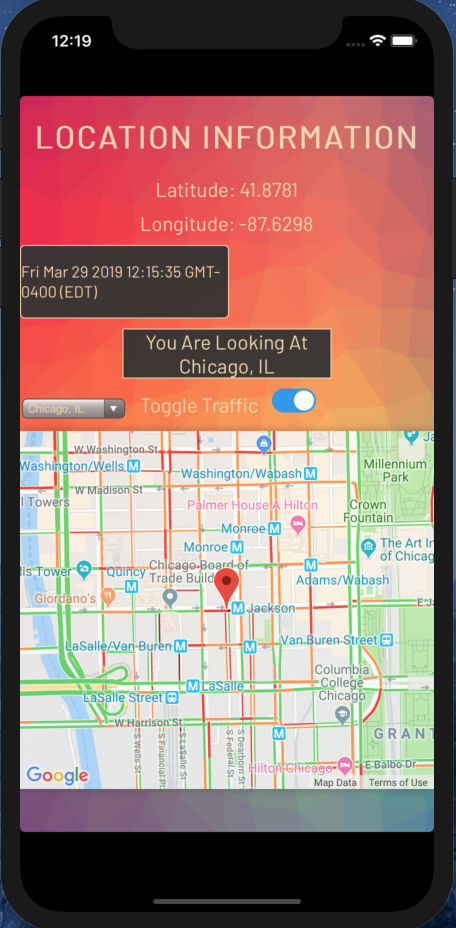 12:19
LOCATION INFORMATION
Latitude: 41.8781
Longitude: -87.6298
Fri Mar 29 2019 12:15:35 GMT-
0400 (EDT)
You Are Looking At
Chicago, IL
Chicago, IL
Toggle Traffic
W.Washington.St.
Washington/Wells M
Washington/Wabash M
Millennium
Park
W Madison St
l Towers
Palmer House A Hilton
Crown
Fountain
Monroe M
Monroe M
The Art In
of Chicag
Chicago Board of
Trade Build
lis Tower
Quincy
M
M
Adams/Wabash
Giordano's
M Jackson
E Ja
LaSalle/Van Buren M
M
Van Buren Street
Columbia
College
Chicago
M LaSalle
LaSalle Street
W.Harrison St
M
GRANT
S Wells St
S Financial Pl
S LaSalle St
S Federal St
S Dearborn St
Hilton Chicago
E Balbo Dr
Google
Map Data
Terms of Use